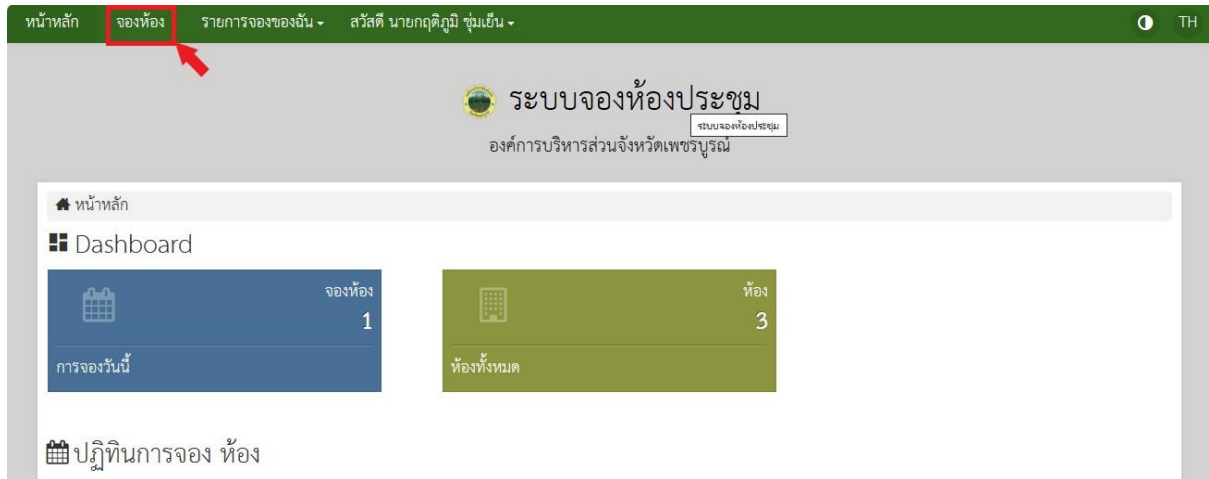 หน้าหลัก จองห้อง รายการจองของฉัน สวัสดี นายกฤติภูมิ ชุ่มเย็น TH
ระบบจองห้องประชุม
ระบบจองห้องประชุม
องค์การบริหารส่วนจังหวัดเพชรบูรณ์
หน้าหลัก
Dashboard
จองห้อง
1
การจองวันนี้
ห้อง
3
ห้องทั้งหมด
ปฏิทินการจอง ห้อง